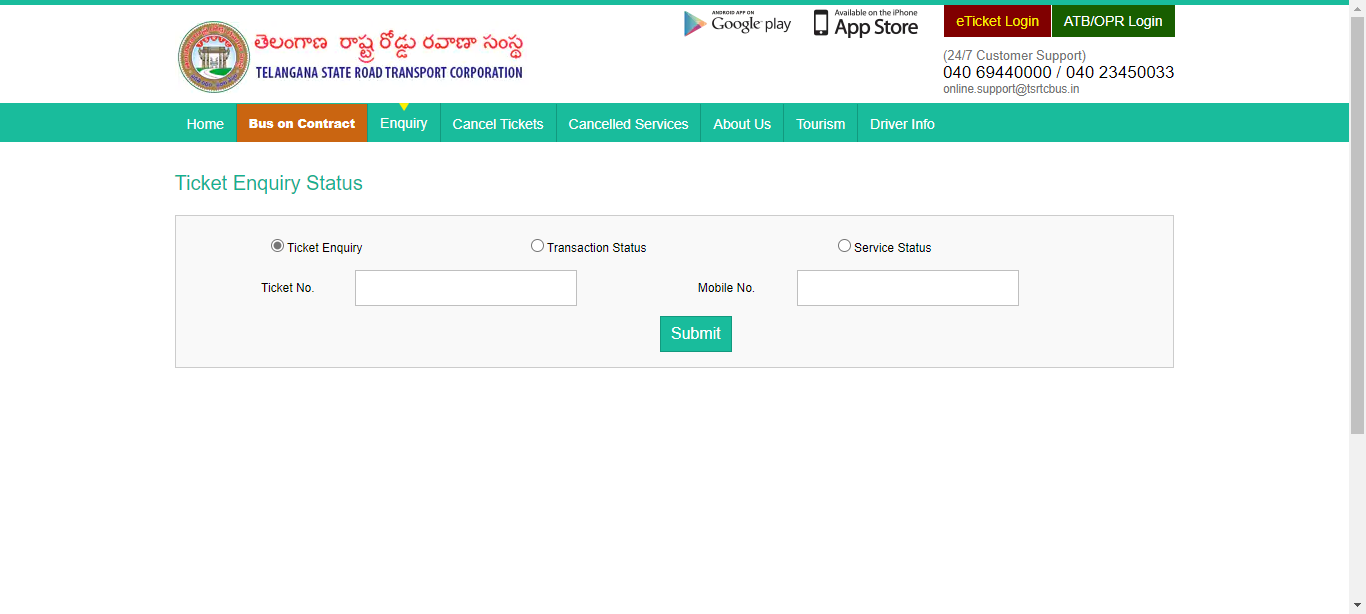 తెలంగాణ రాష్ట్ర రోడ్డు రవాణా సంస్థ
TELANGANA STATE ROAD TRANSPORT CORPORATION
ANDROID APP ON
Google play
Available on the iPhone
App Store
eTicket Login
ATB/OPR Login
(24/7 Customer Support)
040 69440000 / 040 23450033
online.support@tsrtcbus.in
Home Bus on Contract Enquiry Cancel Tickets Cancelled Services About Us Tourism Driver Info
Ticket Enquiry Status
Ticket Enquiry Transaction Status Service Status
Ticket No. Mobile No.
Submit